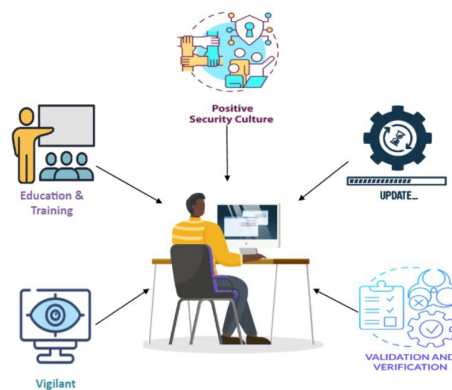 Positive
Security Culture
Education &
Training
UPDATE...
Vigilant
VALIDATION AND
VERIFICATION